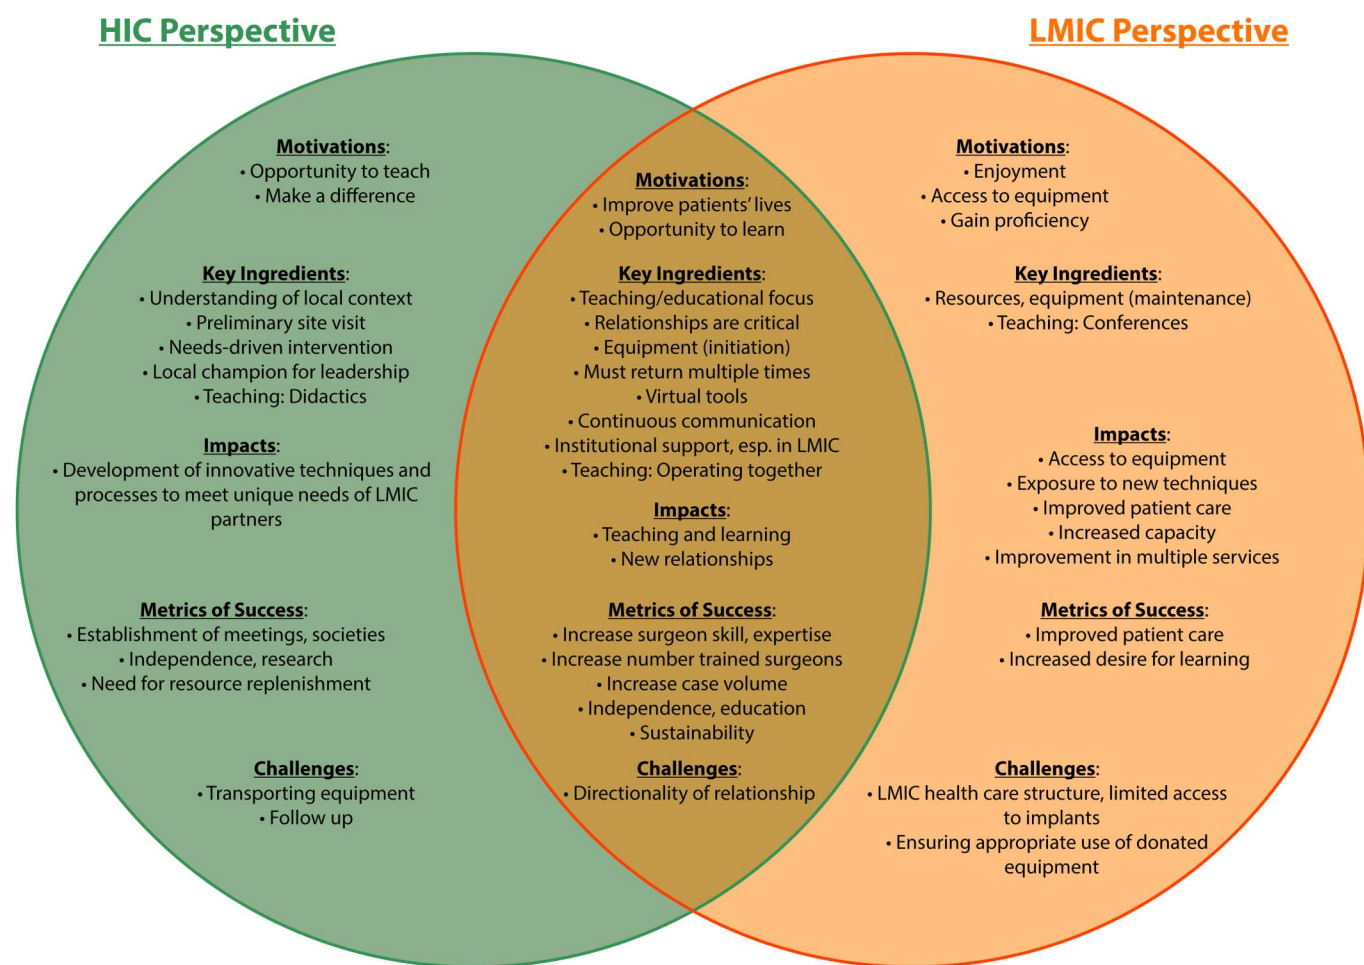 HIC Perspective
LMIC Perspective
Motivations:
• Opportunity to teach
• Make a difference
Key Ingredients:
• Understanding of local context
• Preliminary site visit
• Needs-driven intervention
• Local champion for leadership
• Teaching: Didactics
Impacts:
• Development of innovative techniques and
processes to meet unique needs of LMIC
partners
Metrics of Success:
• Establishment of meetings, societies
• Independence, research
• Need for resource replenishment
Challenges:
• Transporting equipment
• Follow up
Motivations:
• Improve patients' lives
• Opportunity to learn
Key Ingredients:
• Teaching/educational focus
• Relationships are critical
• Equipment (initiation)
• Must return multiple times
• Virtual tools
• Continuous communication
• Institutional support, esp. in LMIC
• Teaching: Operating together
Impacts:
• Teaching and learning
• New relationships
Metrics of Success:
• Increase surgeon skill, expertise
• Increase number trained surgeons
• Increase case volume
• Independence, education
• Sustainability
Challenges:
• Directionality of relationship
Motivations:
• Enjoyment
• Access to equipment
• Gain proficiency
Key Ingredients:
• Resources, equipment (maintenance)
• Teaching: Conferences
Impacts:
• Access to equipment
• Exposure to new techniques
• Improved patient care
• Increased capacity
• Improvement in multiple services
Metrics of Success:
• Improved patient care
• Increased desire for learning
Challenges:
• LMIC health care structure, limited access
to implants
• Ensuring appropriate use of donated
equipment